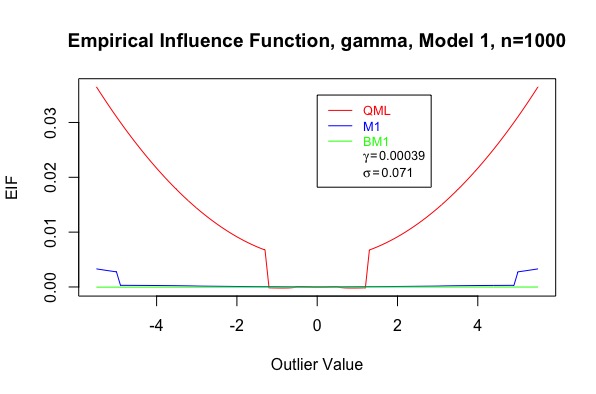 Empirical Influence Function, gamma, Model 1, n=1000
EIF
0.03
0.02
0.01
0.00
QML
M1
BM1
γ=0.00039
σ=0.071
-4 -2 0 2 4
Outlier Value